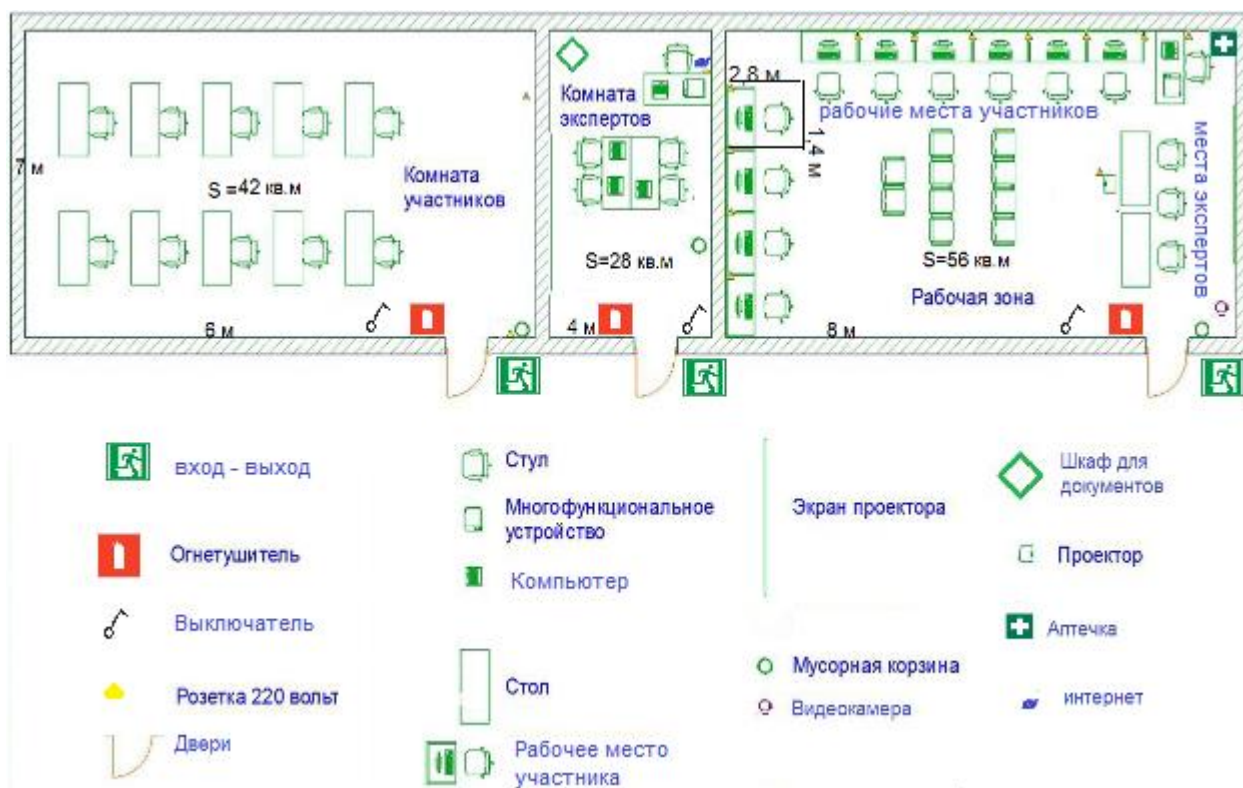 2,8 м
1,4 м
рабочие места участников
места экспертов
Комната
экспертов
7 м
S =42 кв.м
Комната
участников
S=28 кв.м
S=56 кв.м
Рабочая зона
6 м
4 м
8 м
вход - выход
Огнетушитель
Выключатель
Розетка 220 вольт
Двери
Стул
Многофункциональное
устройство
Компьютер
Стол
Рабочее место
участника
Экран проектора
Мусорная корзина
Видеокамера
Шкаф для
документов
Проектор
Аптечка
интернет